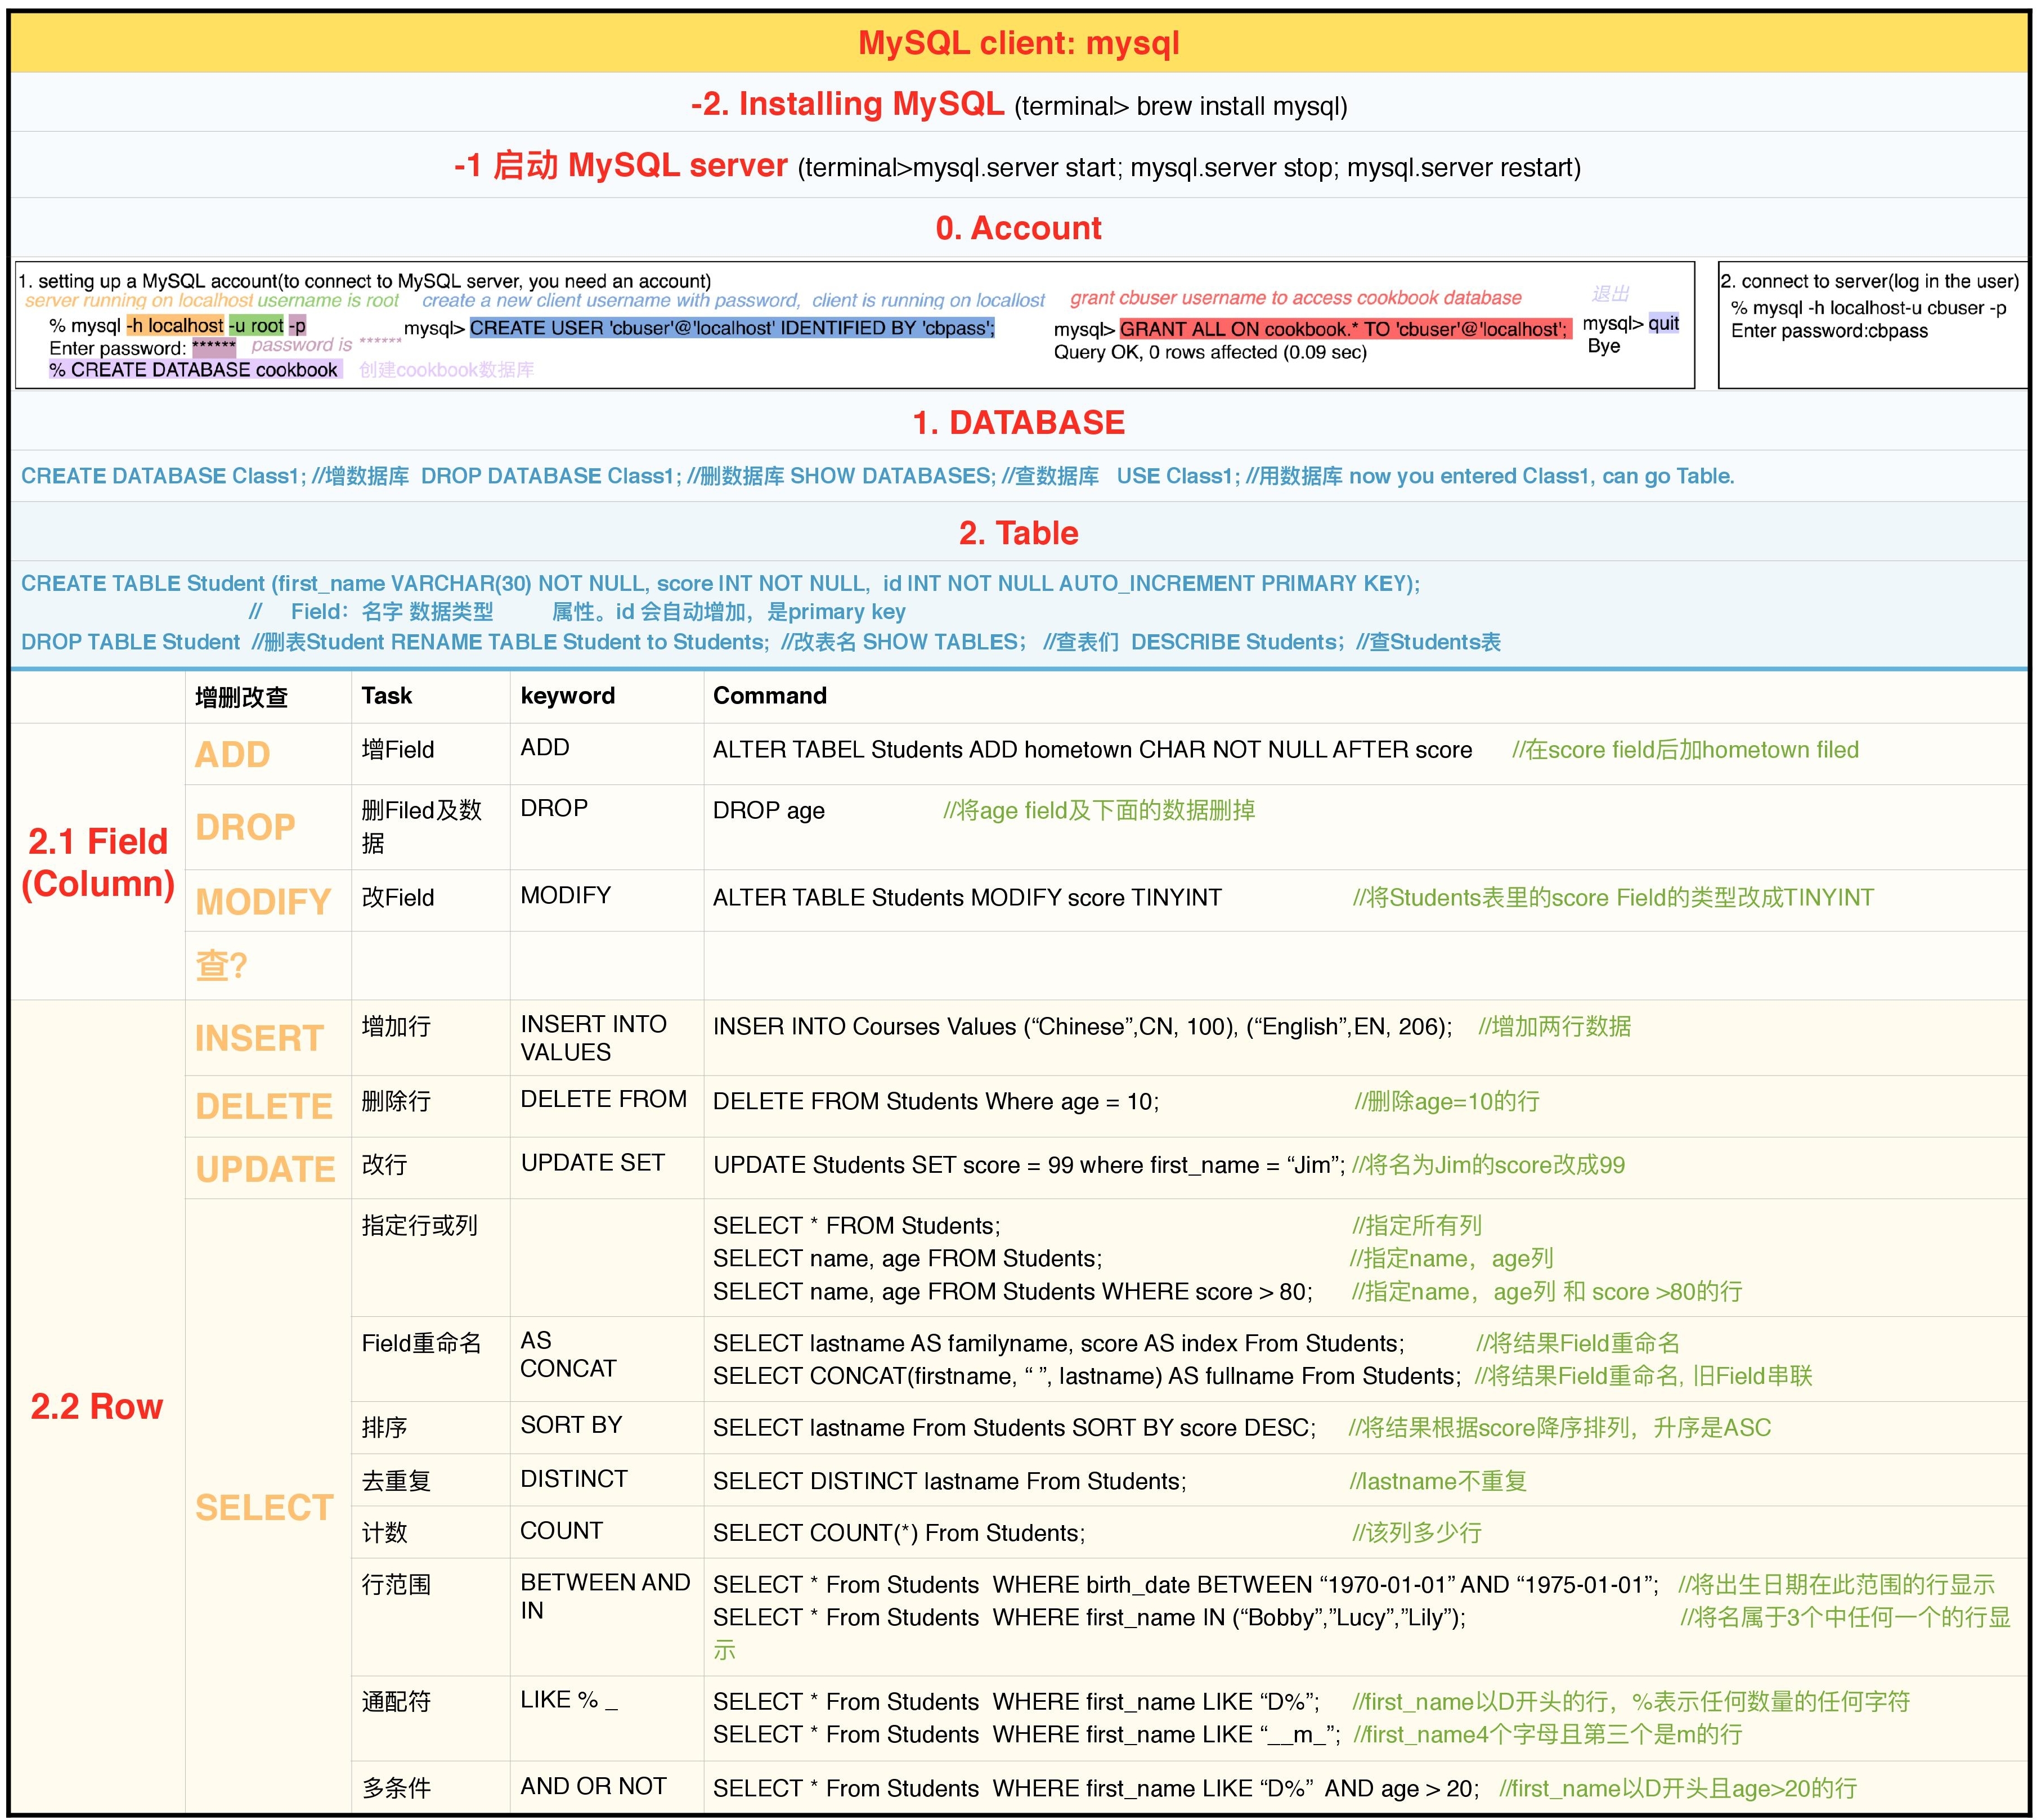 MySQL client: mysql
-2. Installing MySQL (terminal> brew install mysql)
-1 启动 MySQL server (terminal>mysql.server start; mysql.server stop; mysql.server restart)
0. Account
1. setting up a MySQL account(to connect to MySQL server, you need an account)
server running on localhost username is root create a new client username with password, client is running on locallost grant cbuser username to access cookbook database 退出
% mysql -h localhost -u root -p mysql> CREATE USER 'cbuser'@'localhost' IDENTIFIED BY 'cbpass'; mysql> GRANT ALL ON cookbook.* TO 'cbuser'@'localhost'; mysql> quit
Enter password: ****** password is ****** Query OK, 0 rows affected (0.09 sec) Bye
% CREATE DATABASE cookbook 创建cookbook数据库
2. connect to server(log in the user)
% mysql -h localhost-u cbuser -p
Enter password:cbpass
1. DATABASE
CREATE DATABASE Class1; //增数据库 DROP DATABASE Class1; //删数据库 SHOW DATABASES; //查数据库 USE Class1; //用数据库 now you entered Class1, can go Table.
2. Table
CREATE TABLE Student (first_name VARCHAR(30) NOT NULL, score INT NOT NULL, id INT NOT NULL AUTO_INCREMENT PRIMARY KEY);
// Field：名字 数据类型 属性。id 会自动增加，是primary key
DROP TABLE Student //删表Student RENAME TABLE Student to Students; //改表名 SHOW TABLES； //查表们 DESCRIBE Students；//查Students表
增删改查 Task keyword Command
2.1 Field
(Column)
ADD 增Field ADD ALTER TABEL Students ADD hometown CHAR NOT NULL AFTER score //在score field后加hometown filed
DROP 删Filed及数 DROP DROP age //将age field及下面的数据删掉
据
MODIFY 改Field MODIFY ALTER TABLE Students MODIFY score TINYINT //将Students表里的score Field的类型改成TINYINT
查？
2.2 Row
INSERT 增加行 INSERT INTO INSER INTO Courses Values (“Chinese”,CN, 100), (“English”,EN, 206); //增加两行数据
VALUES
DELETE 删除行 DELETE FROM DELETE FROM Students Where age = 10; //删除age=10的行
UPDATE 改行 UPDATE SET UPDATE Students SET score = 99 where first_name = “Jim”; //将名为Jim的score改成99
SELECT
指定行或列 SELECT * FROM Students; //指定所有列
SELECT name, age FROM Students; //指定name，age列
SELECT name, age FROM Students WHERE score > 80; //指定name，age列 和 score >80的行
Field重命名 AS SELECT lastname AS familyname, score AS index From Students; //将结果Field重命名
CONCAT SELECT CONCAT(firstname, “ ”, lastname) AS fullname From Students; //将结果Field重命名, 旧Field串联
排序 SORT BY SELECT lastname From Students SORT BY score DESC; //将结果根据score降序排列，升序是ASC
去重复 DISTINCT SELECT DISTINCT lastname From Students; //lastname不重复
计数 COUNT SELECT COUNT(*) From Students; //该列多少行
行范围 BETWEEN AND SELECT * From Students WHERE birth_date BETWEEN “1970-01-01” AND “1975-01-01”; //将出生日期在此范围的行显示
IN SELECT * From Students WHERE first_name IN (“Bobby”,”Lucy”,”Lily”); //将名属于3个中任何一个的行显
示
通配符 LIKE % _ SELECT * From Students WHERE first_name LIKE “D%”; //first_name以D开头的行，%表示任何数量的任何字符
SELECT * From Students WHERE first_name LIKE “__m_”; //first_name4个字母且第三个是m的行
多条件 AND OR NOT SELECT * From Students WHERE first_name LIKE “D%” AND age > 20; //first_name以D开头且age>20的行